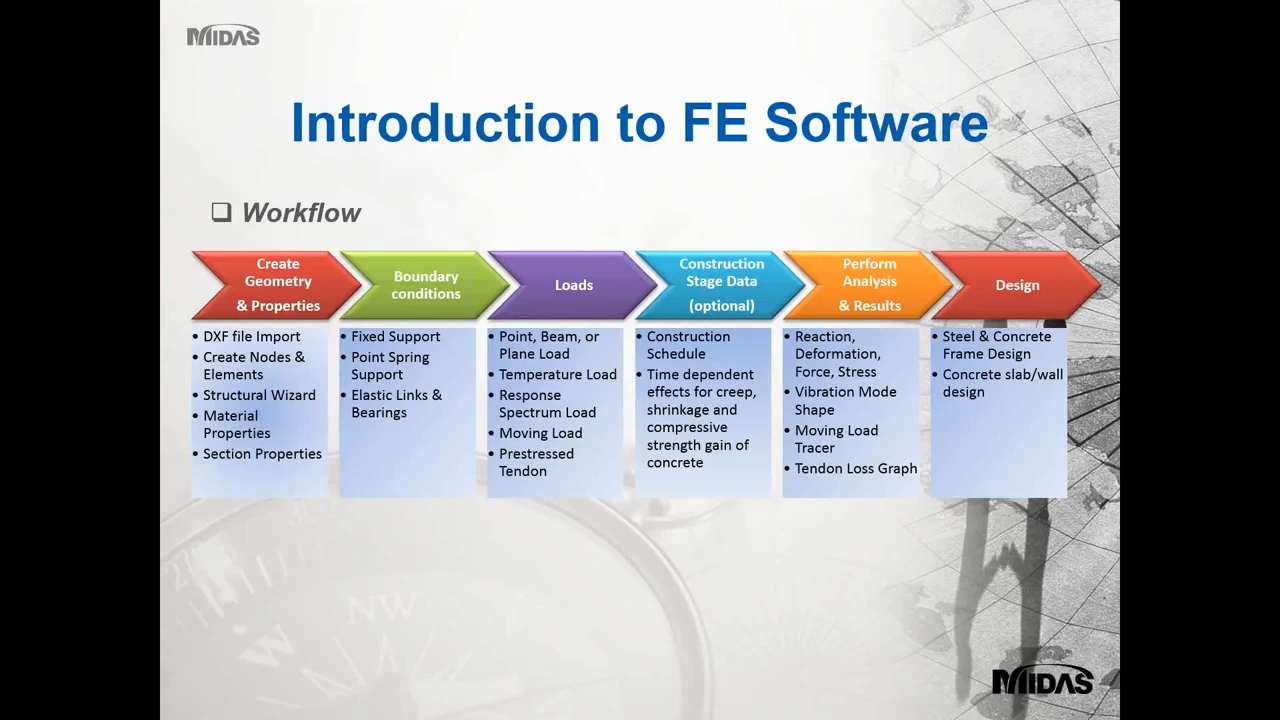 MIDAS
Introduction to FE Software
❑ Workflow
Create
Geometry
& Properties
Boundary
conditions
Loads
Construction
Stage Data
(optional)
Perform
Analysis
& Results
Design
• DXF file Import
• Create Nodes &
Elements
• Structural Wizard
• Material
Properties
• Section Properties
• Fixed Support
• Point Spring
Support
• Elastic Links &
Bearings
• Point, Beam, or
Plane Load
• Temperature Load
• Response
Spectrum Load
• Moving Load
• Prestressed
Tendon
• Construction
Schedule
• Time dependent
effects for creep,
shrinkage and
compressive
strength gain of
concrete
• Reaction,
Deformation,
Force, Stress
• Vibration Mode
Shape
• Moving Load
Tracer
• Tendon Loss Graph
• Steel & Concrete
Frame Design
• Concrete slab/wall
design
NW
W
MIDAS